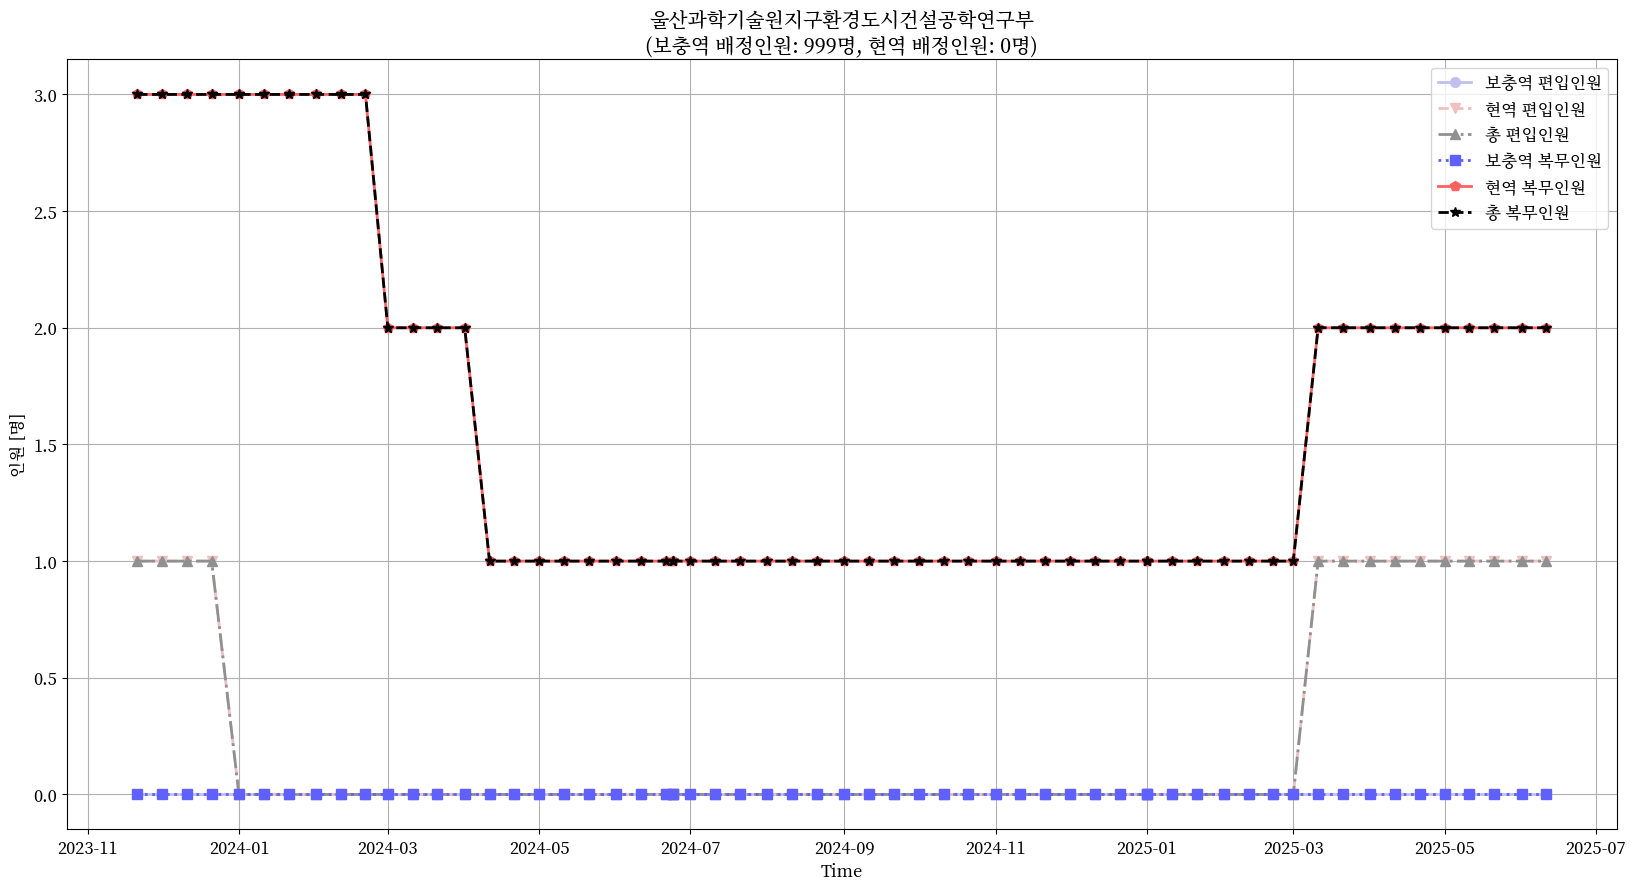 울산과학기술원지구환경도시건설공학연구부
(보충역 배정인원: 999명, 현역 배정인원: 0명)
보충역 편입인원
현역 편입인원
총 편입인원
보충역 복무인원
현역 복무인원
총 복무인원
인원 [명]
3.0
2.5
2.0
1.5
1.0
0.5
0.0
2023-11
2024-01
2024-03
2024-05
2024-07
2024-09
2024-11
2025-01
2025-03
2025-05
2025-07
Time